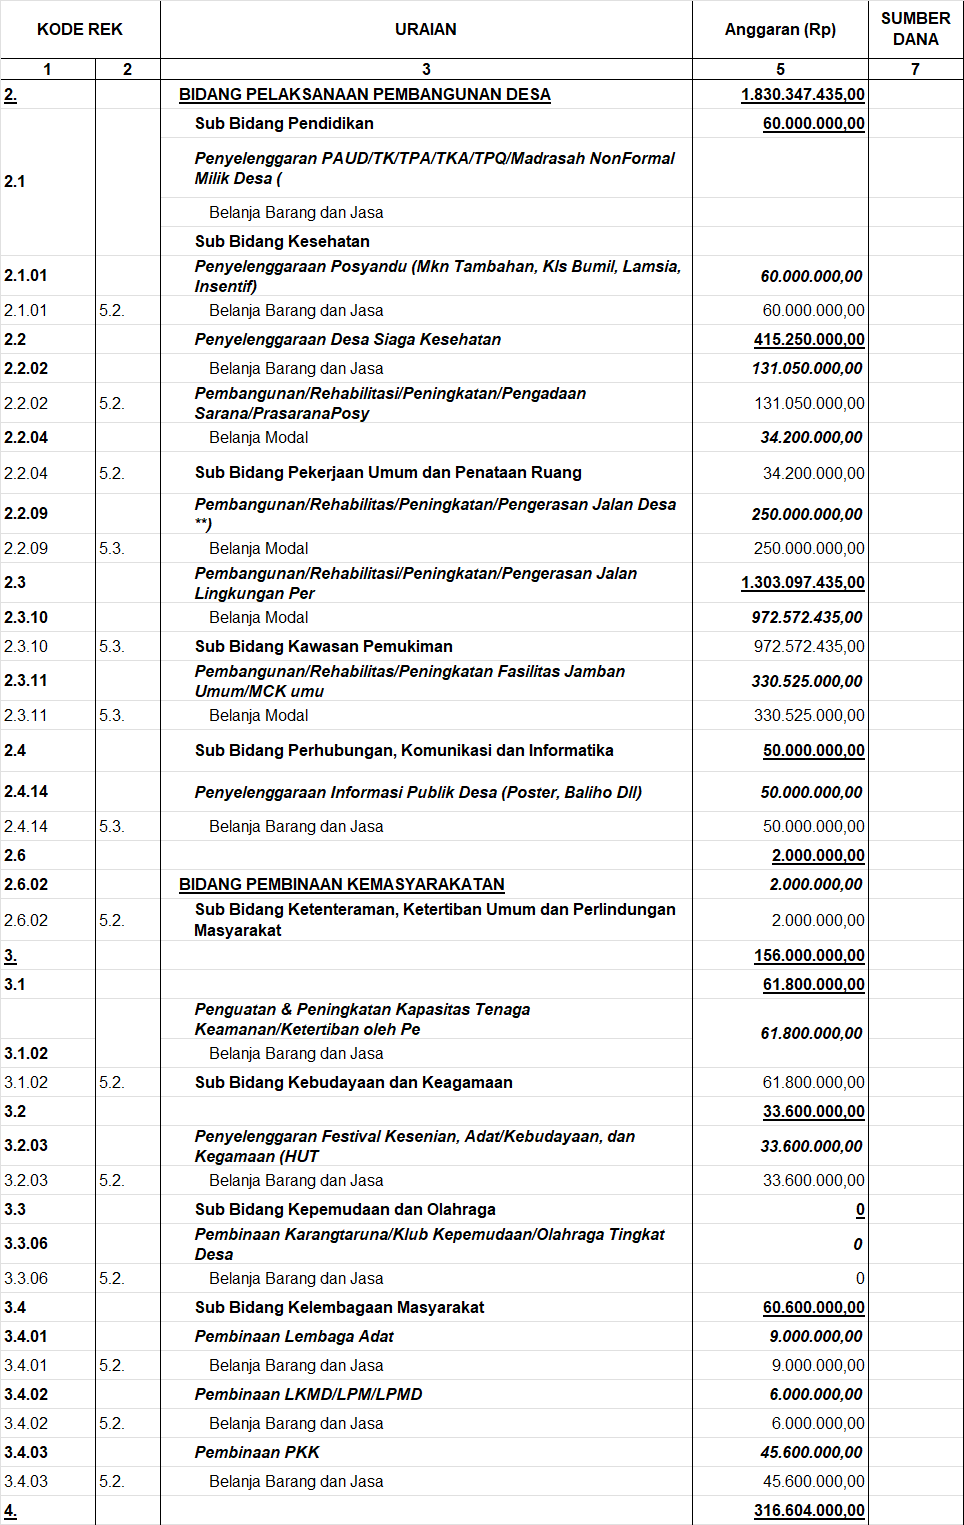 KODE REK URAIAN Anggaran (Rp) SUMBER DANA
1 2 3 5 7
2. BIDANG PELAKSANAAN PEMBANGUNAN DESA 1.830.347.435,00
Sub Bidang Pendidikan 60.000.000,00
2.1 Penyelenggaran PAUD/TK/TPA/TKA/TPQ/Madrasah NonFormal
Milik Desa (
Belanja Barang dan Jasa
Sub Bidang Kesehatan
2.1.01 Penyelenggaraan Posyandu (Mkn Tambahan, Kls Bumil, Lamsia,
Insentif) 60.000.000,00
2.1.01 5.2. Belanja Barang dan Jasa 60.000.000,00
2.2 Penyelenggaraan Desa Siaga Kesehatan 415.250.000,00
2.2.02 Belanja Barang dan Jasa 131.050.000,00
2.2.02 5.2. Pembangunan/Rehabilitasi/Peningkatan/Pengadaan
Sarana/PrasaranaPosy 131.050.000,00
2.2.04 Belanja Modal 34.200.000,00
2.2.04 5.2. Sub Bidang Pekerjaan Umum dan Penataan Ruang 34.200.000,00
2.2.09 Pembangunan/Rehabilitas/Peningkatan/Pengerasan Jalan Desa
**) 250.000.000,00
2.2.09 5.3. Belanja Modal 250.000.000,00
2.3 Pembangunan/Rehabilitasi/Peningkatan/Pengerasan Jalan
Lingkungan Per 1.303.097.435,00
2.3.10 Belanja Modal 972.572.435,00
2.3.10 5.3. Sub Bidang Kawasan Pemukiman 972.572.435,00
2.3.11 Pembangunan/Rehabilitas/Peningkatan Fasilitas Jamban
Umum/MCK umu 330.525.000,00
2.3.11 5.3. Belanja Modal 330.525.000,00
2.4 Sub Bidang Perhubungan, Komunikasi dan Informatika 50.000.000,00
2.4.14 Penyelenggaraan Informasi Publik Desa (Poster, Baliho Dll) 50.000.000,00
2.4.14 5.3. Belanja Barang dan Jasa 50.000.000,00
2.6 2.000.000,00
2.6.02 BIDANG PEMBINAAN KEMASYARAKATAN 2.000.000,00
2.6.02 5.2. Sub Bidang Ketenteraman, Ketertiban Umum dan Perlindungan
Masyarakat 2.000.000,00
3. 156.000.000,00
3.1 61.800.000,00
Penguatan & Peningkatan Kapasitas Tenaga
Keamanan/Ketertiban oleh Pe 61.800.000,00
3.1.02 Belanja Barang dan Jasa
3.1.02 5.2. Sub Bidang Kebudayaan dan Keagamaan 61.800.000,00
3.2 33.600.000,00
3.2.03 Penyelenggaran Festival Kesenian, Adat/Kebudayaan, dan
Kegamaan (HUT 33.600.000,00
3.2.03 5.2. Belanja Barang dan Jasa 33.600.000,00
3.3 Sub Bidang Kepemudaan dan Olahraga 0
3.3.06 Pembinaan Karangtaruna/Klub Kepemudaan/Olahraga Tingkat
Desa 0
3.3.06 5.2. Belanja Barang dan Jasa 0
3.4 Sub Bidang Kelembagaan Masyarakat 60.600.000,00
3.4.01 Pembinaan Lembaga Adat 9.000.000,00
3.4.01 5.2. Belanja Barang dan Jasa 9.000.000,00
3.4.02 Pembinaan LKMD/LPM/LPMD 6.000.000,00
3.4.02 5.2. Belanja Barang dan Jasa 6.000.000,00
3.4.03 Pembinaan PKK 45.600.000,00
3.4.03 5.2. Belanja Barang dan Jasa 45.600.000,00
4. 316.604.000,00